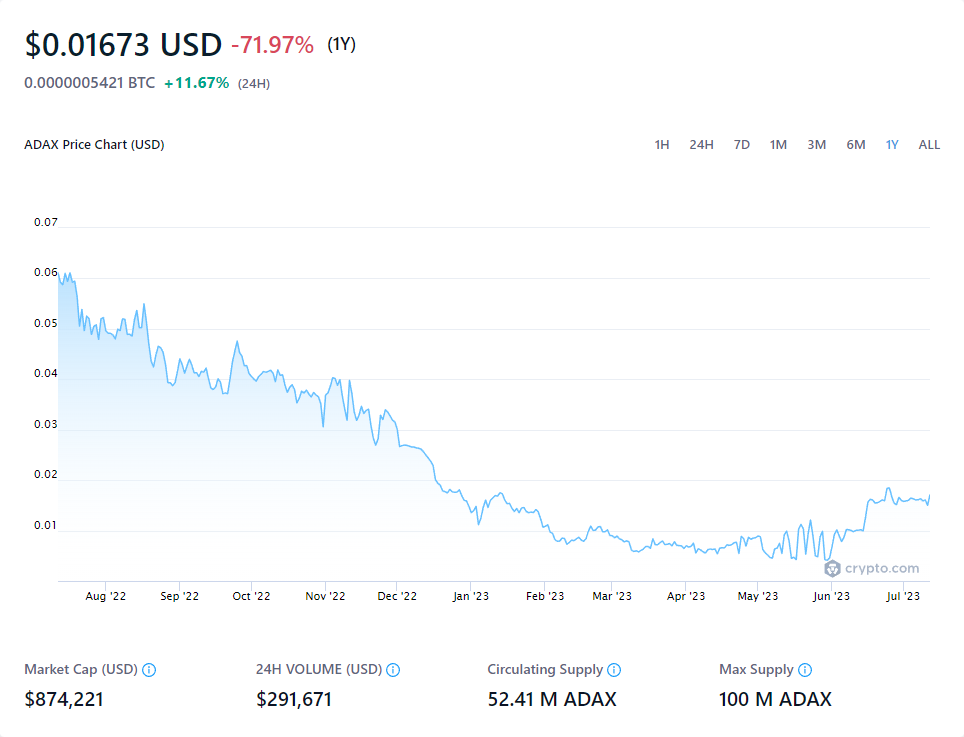 $0.01673 USD -71.97% (1Y)
0.0000005421 BTC +11.67% (24H)
ADAX Price Chart (USD) 1H 24H 7D 1M 3M 6M 1Y ALL
0.07
0.06
0.05
0.04
0.03
0.02
0.01
crypto.com
Aug '22 Sep '22 Oct '22 Nov '22 Dec '22 Jan '23 Feb '23 Mar '23 Apr '23 May '23 Jun '23 Jul '23
Market Cap (USD) 24H VOLUME (USD) Circulating Supply Max Supply
$874,221 $291,671 52.41 M ADAX 100 M ADAX